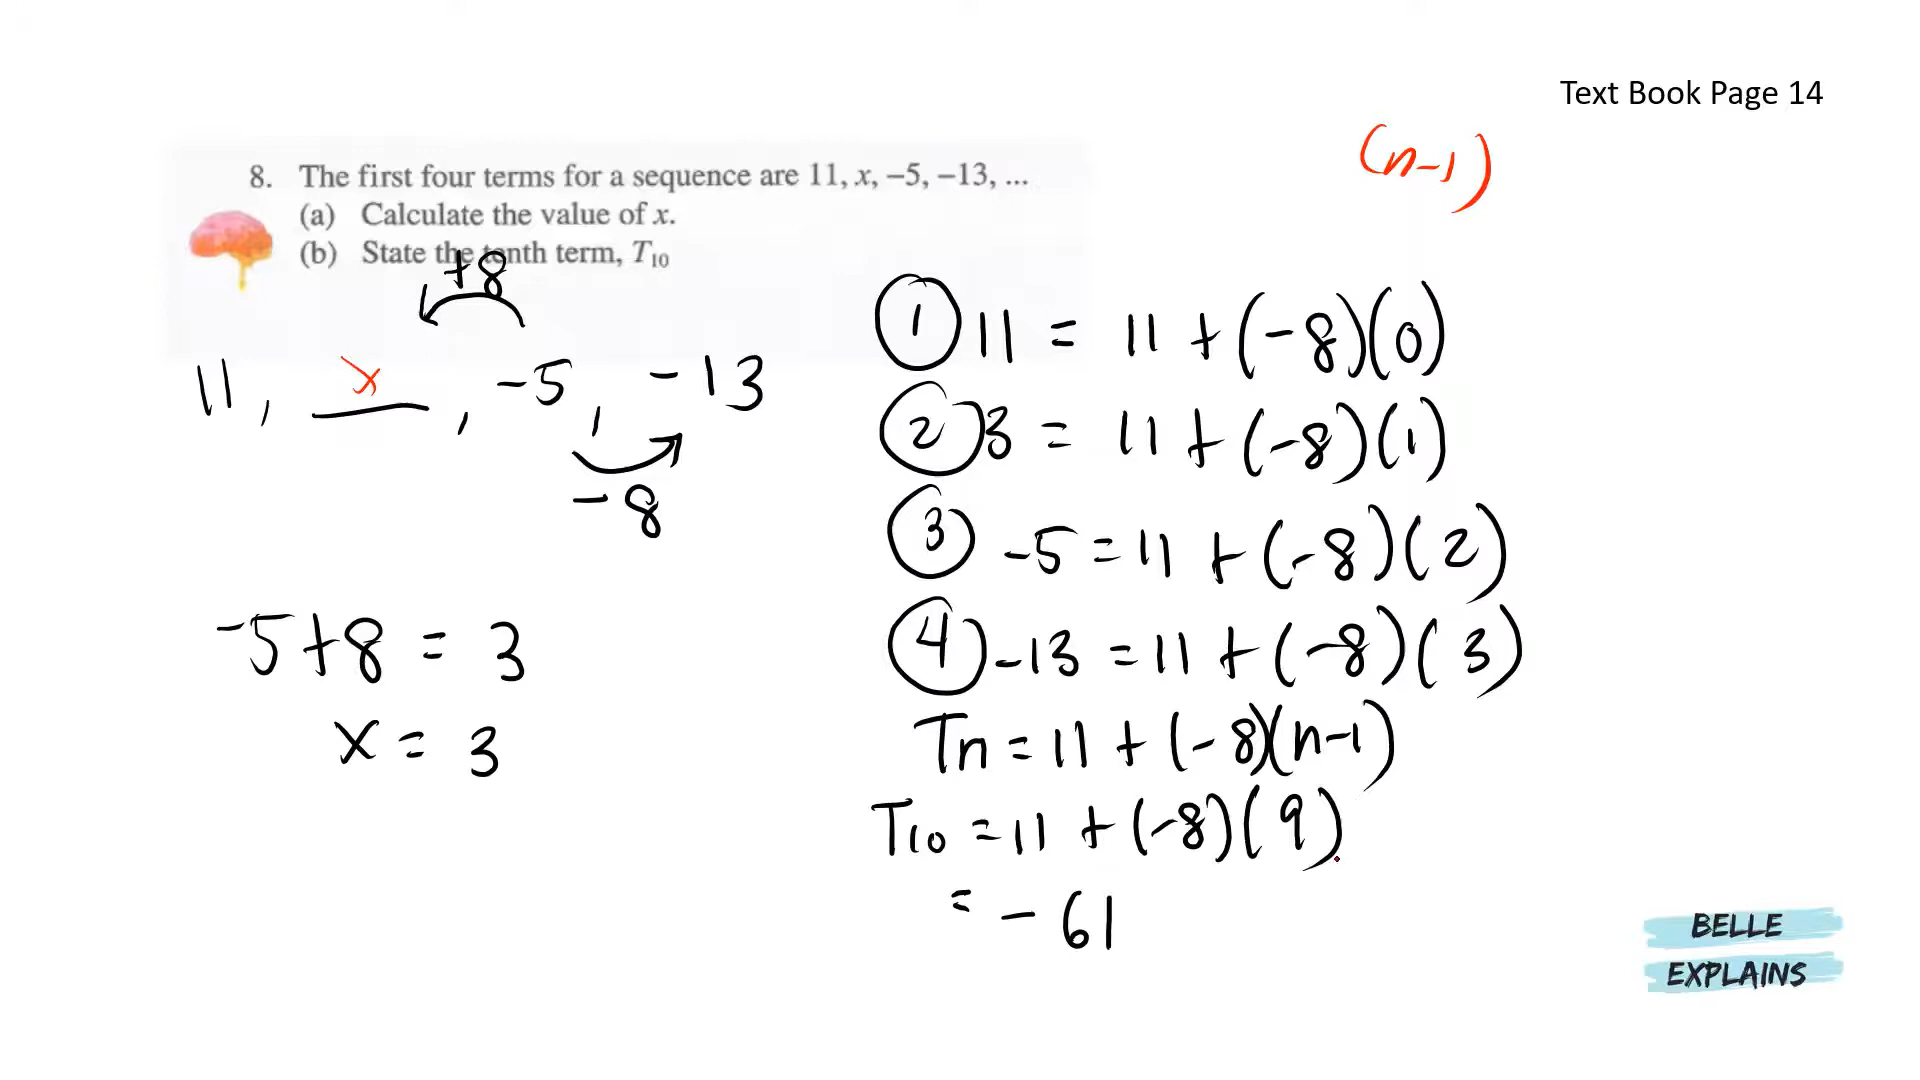 Text Book Page 14
(n-1)
8. The first four terms for a sequence are 11, x, −5, −13, ...
(a) Calculate the value of x.
(b) State the tenth term, T₁₀
+8
11, x, -5, -13
-8
-5+8 = 3
x = 3
① 11 = 11 + (-8)(0)
② 3 = 11 + (-8)(1)
③ -5 = 11 + (-8)(2)
④ -13 = 11 + (-8)(3)
Tn = 11 + (-8)(n-1)
T10 = 11 + (-8)(9)
= -61
BELLE
EXPLAINS